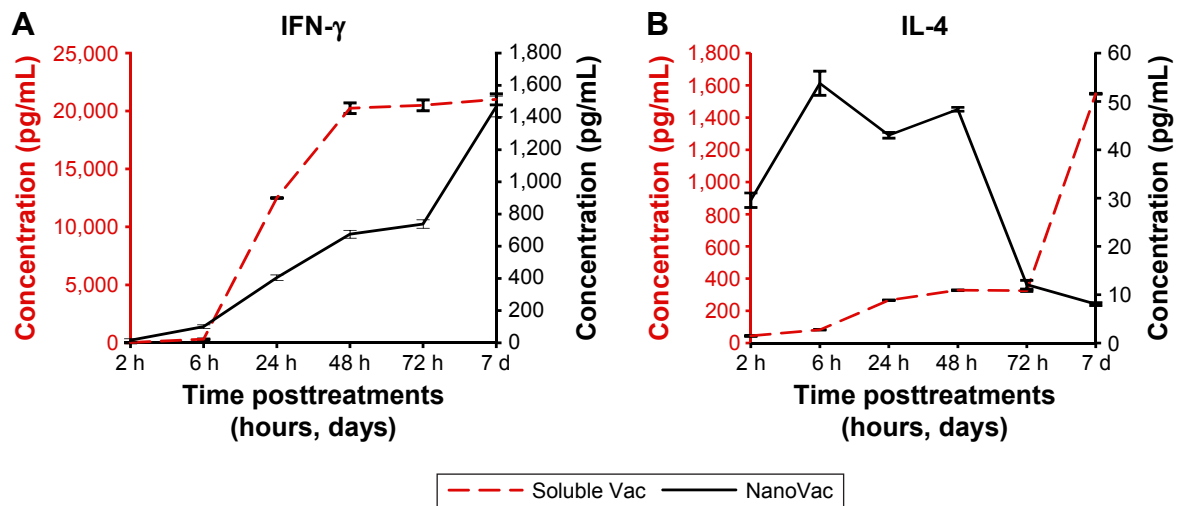 A
IFN-γ
Concentration (pg/mL)
25,000
20,000
15,000
10,000
5,000
0
1,800
1,600
1,400
1,200
1,000
800
600
400
200
0
Concentration (pg/mL)
2 h 6 h 24 h 48 h 72 h 7 d
Time posttreatments
(hours, days)
B
IL-4
Concentration (pg/mL)
1,800
1,600
1,400
1,200
1,000
800
600
400
200
0
60
50
40
30
20
10
0
Concentration (pg/mL)
2 h 6 h 24 h 48 h 72 h 7 d
Time posttreatments
(hours, days)
Soluble Vac NanoVac